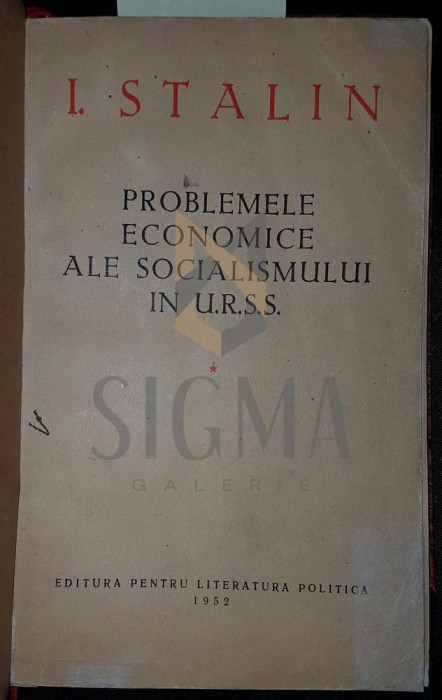 I. STALIN
PROBLEMELE
ECONOMICE
ALE SOCIALISMULUI
IN U.R.S.S.
SIGMA
GALERIE
EDITURA PENTRU LITERATURA POLITICA
1952